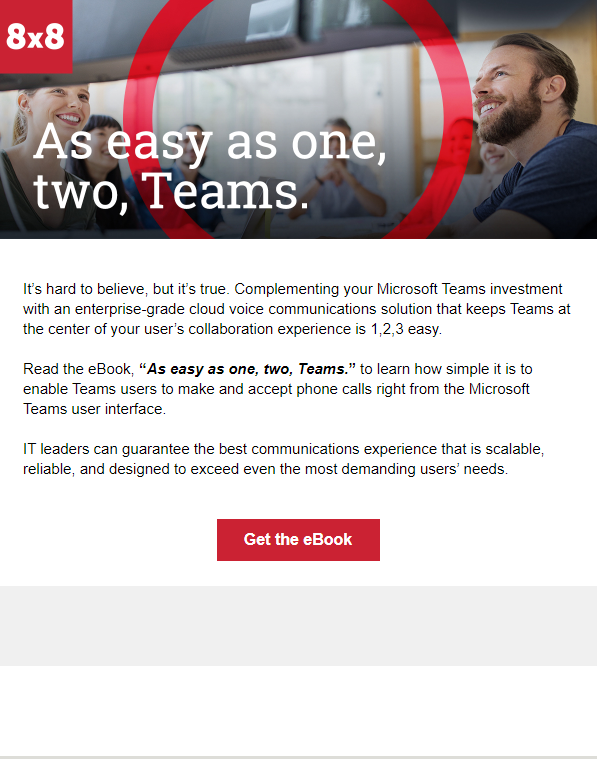 8x8
As easy as one,
two, Teams.
It’s hard to believe, but it’s true. Complementing your Microsoft Teams investment
with an enterprise-grade cloud voice communications solution that keeps Teams at
the center of your user’s collaboration experience is 1,2,3 easy.
Read the eBook, “As easy as one, two, Teams.” to learn how simple it is to
enable Teams users to make and accept phone calls right from the Microsoft
Teams user interface.
IT leaders can guarantee the best communications experience that is scalable,
reliable, and designed to exceed even the most demanding users’ needs.
Get the eBook